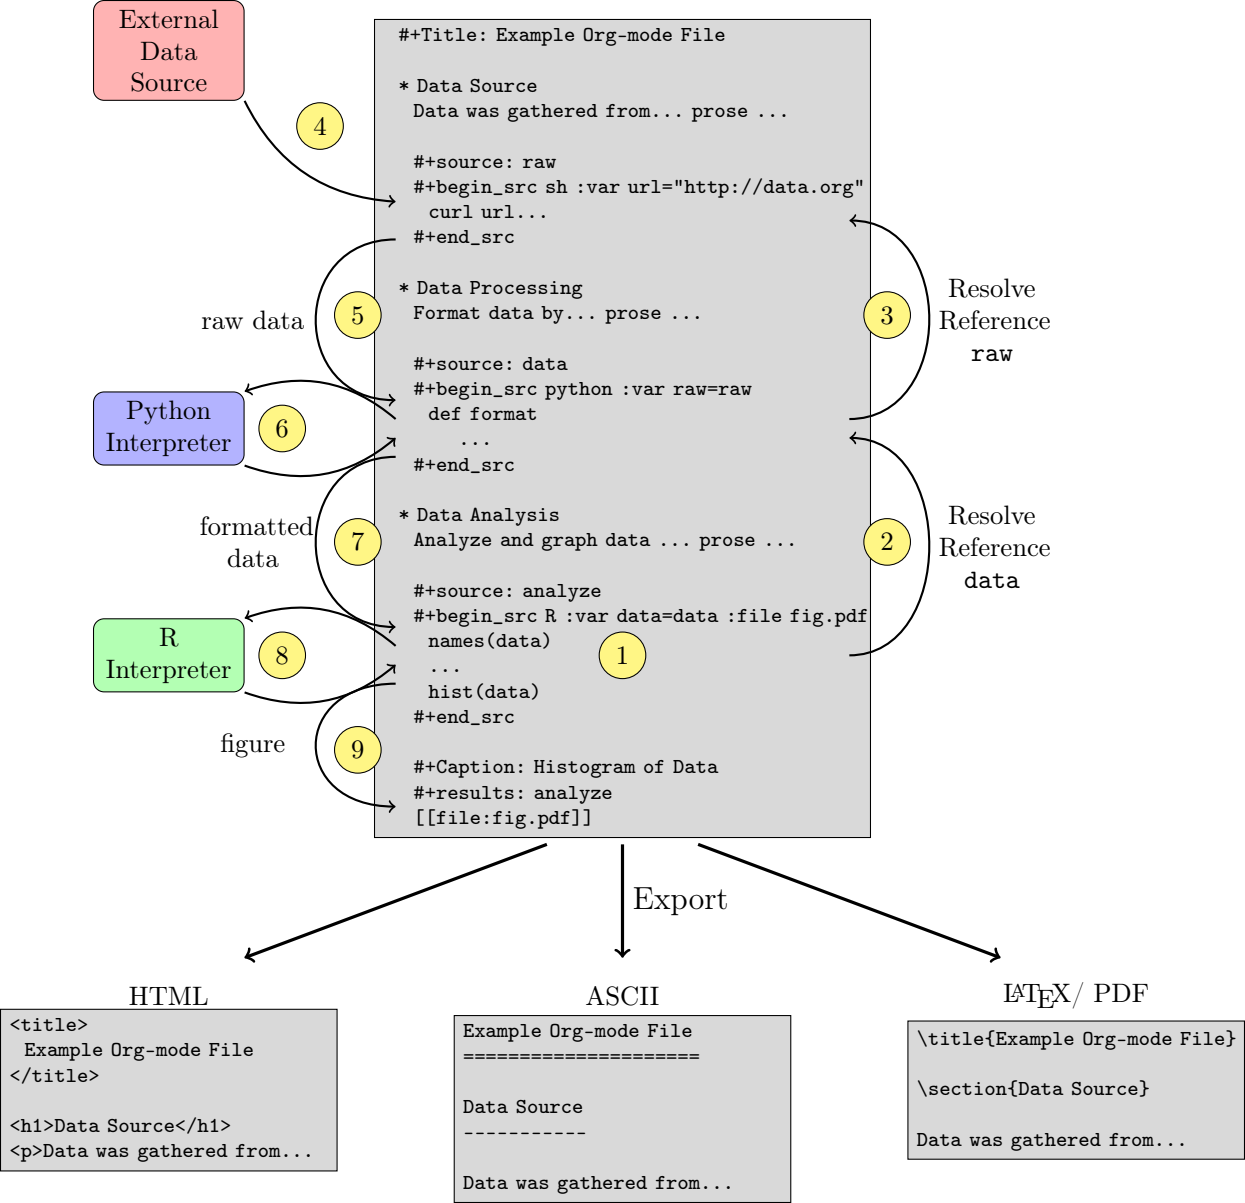 External
Data
Source
4
#+Title: Example Org-mode File
* Data Source
Data was gathered from... prose ...
#+source: raw
#+begin_src sh :var url="http://data.org"
curl url...
#+end_src
* Data Processing
Format data by... prose ...
#+source: data
#+begin_src python :var raw=raw
def format
...
#+end_src
* Data Analysis
Analyze and graph data ... prose ...
#+source: analyze
#+begin_src R :var data=data :file fig.pdf
names(data)
...
hist(data)
#+end_src
#+Caption: Histogram of Data
#+results: analyze
[[file:fig.pdf]]
1
raw data
5
Python
Interpreter
6
formatted
data
7
R
Interpreter
8
figure
9
3
Resolve
Reference
raw
2
Resolve
Reference
data
Export
HTML
<title>
Example Org-mode File
</title>
<h1>Data Source</h1>
<p>Data was gathered from...
ASCII
Example Org-mode File
=====================
Data Source
-----------
Data was gathered from...
LATEX/ PDF
\title{Example Org-mode File}
\section{Data Source}
Data was gathered from...